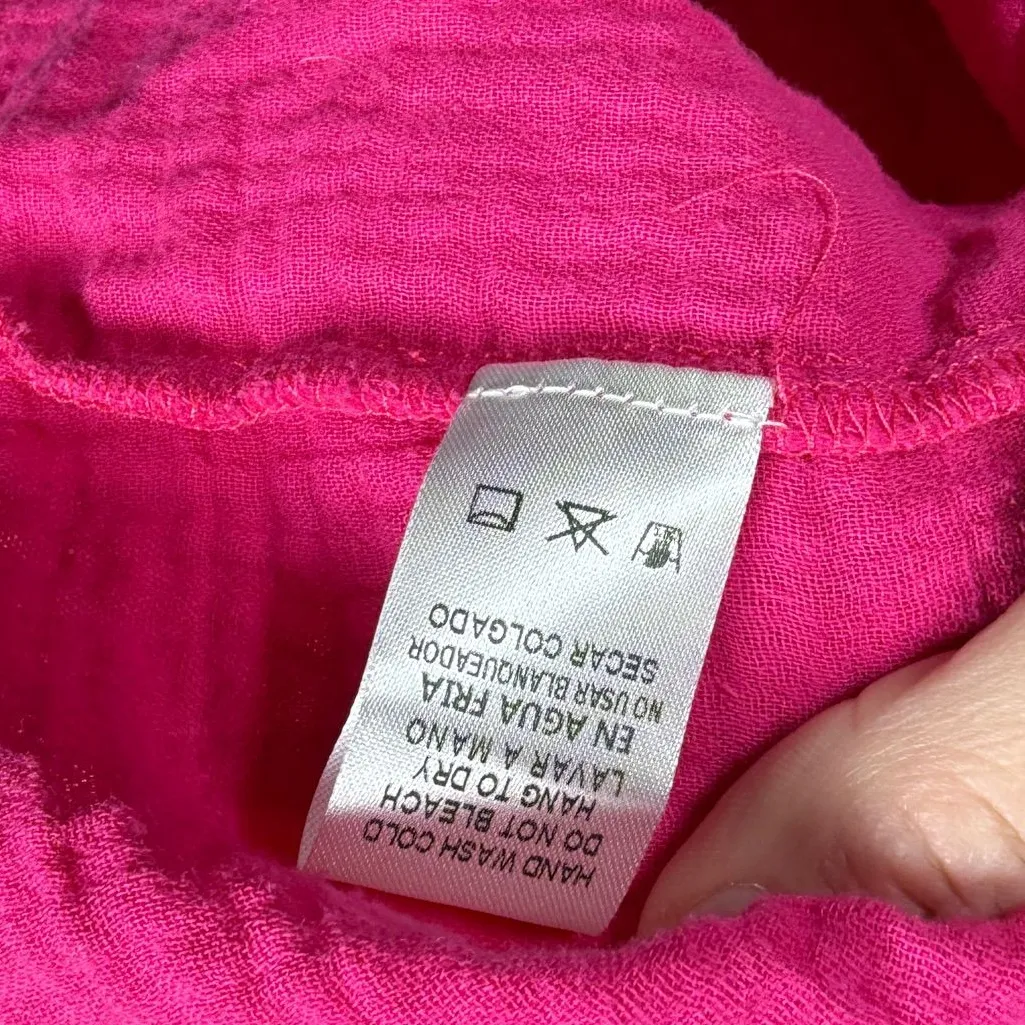 HAND WASH COLD
DO NOT BLEACH
HANG TO DRY
LAVAR A MANO
EN AGUA FRIA
NO USAR BLANQUEADOR
SECAR COLGADO